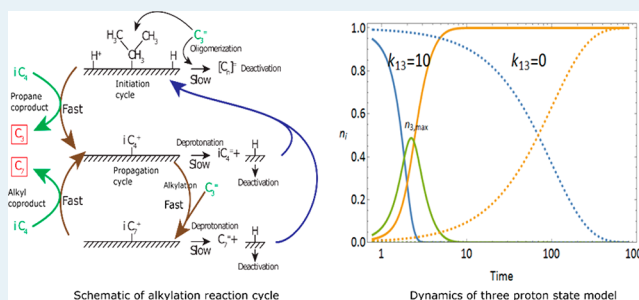 H₃C
CH₃
CH₃
C₃⁼
H⁺
H
Oligomerization
iC₄
Slow
[Cₙ]⁼ Deactivation
Initiation
cycle
Propane
coproduct
Fast
C₃
C₇
iC₄⁺
Deprotonation
iC₄⁼ +
H
Slow
Propagation
cycle
Deactivation
Alkylation
Fast
C₃⁼
Alkyl
coproduct
Fast
iC₄
iC₇⁺
Deprotonation
C₇⁼ +
H
Slow
Deactivation
Schematic of alkylation reaction cycle
1.0
0.8
0.6
0.4
0.2
0.0
nᵢ
k₁₃=10
k₁₃=0
n₃,max
1
10
100
1000
Time
Dynamics of three proton state model